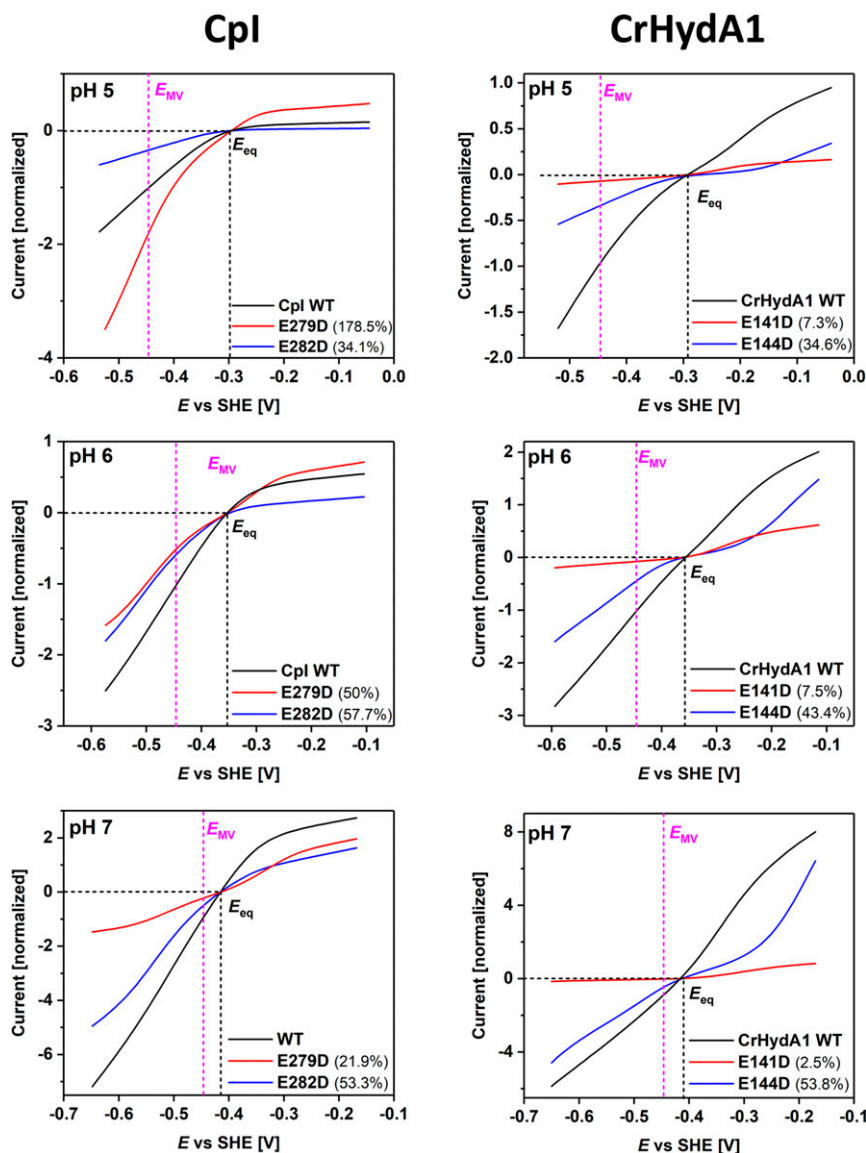 CpI
CrHydA1
pH 5
E_MV
E_eq
CpI WT
E279D (178.5%)
E282D (34.1%)
Current [normalized]
0
-2
-4
-0.6 -0.5 -0.4 -0.3 -0.2 -0.1 0.0
E vs SHE [V]
pH 5
E_MV
E_eq
CrHydA1 WT
E141D (7.3%)
E144D (34.6%)
Current [normalized]
1.0
0.5
0.0
-0.5
-1.0
-1.5
-2.0
-0.5 -0.4 -0.3 -0.2 -0.1 0.0
E vs SHE [V]
pH 6
E_MV
E_eq
CpI WT
E279D (50%)
E282D (57.7%)
Current [normalized]
1
0
-1
-2
-3
-0.6 -0.5 -0.4 -0.3 -0.2 -0.1
E vs SHE [V]
pH 6
E_MV
E_eq
CrHydA1 WT
E141D (7.5%)
E144D (43.4%)
Current [normalized]
2
1
0
-1
-2
-3
-0.6 -0.5 -0.4 -0.3 -0.2 -0.1
E vs SHE [V]
pH 7
E_MV
E_eq
WT
E279D (21.9%)
E282D (53.3%)
Current [normalized]
2
0
-2
-4
-6
-0.7 -0.6 -0.5 -0.4 -0.3 -0.2 -0.1
E vs SHE [V]
pH 7
E_MV
E_eq
CrHydA1 WT
E141D (2.5%)
E144D (53.8%)
Current [normalized]
8
4
0
-4
-0.7 -0.6 -0.5 -0.4 -0.3 -0.2 -0.1
E vs SHE [V]